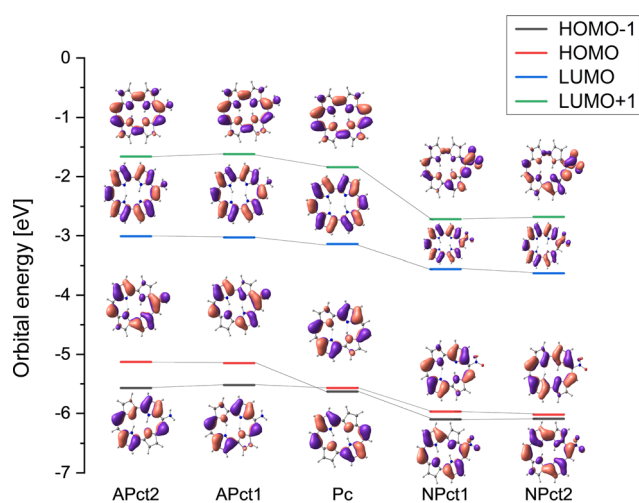 HOMO-1
HOMO
LUMO
LUMO+1
0
-1
-2
-3
-4
-5
-6
-7
Orbital energy [eV]
APct2 APct1 Pc NPct1 NPct2